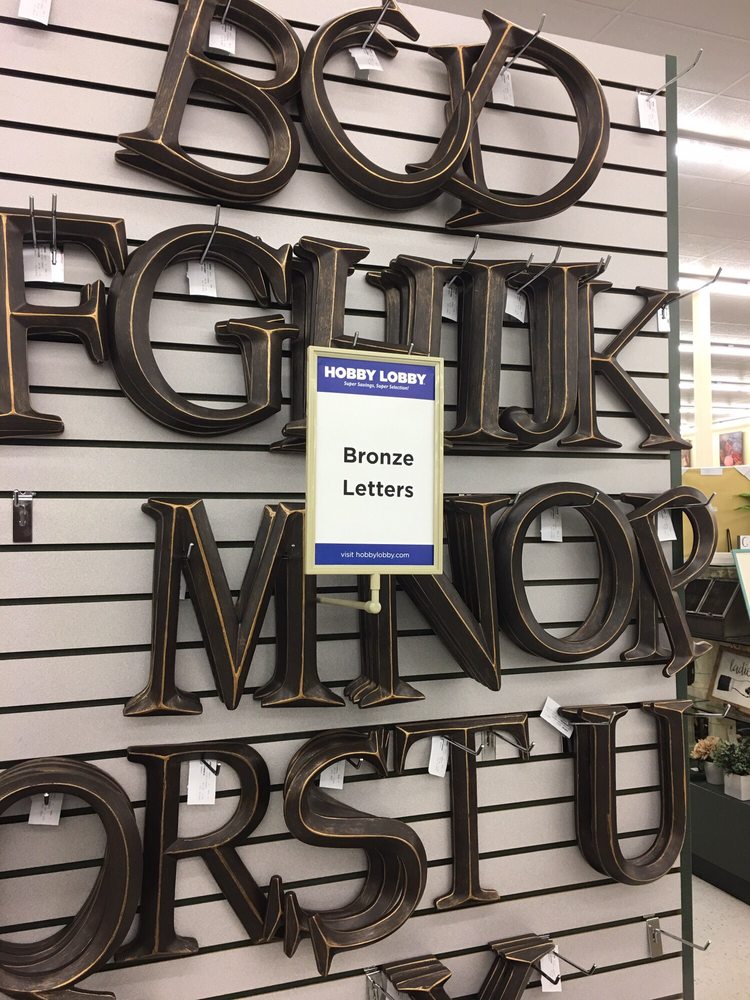 B C D
F G H I J K
HOBBY LOBBY
Super Savings, Super Selection!
Bronze
Letters
visit hobbylobby.com
M N O P
Q R S T U